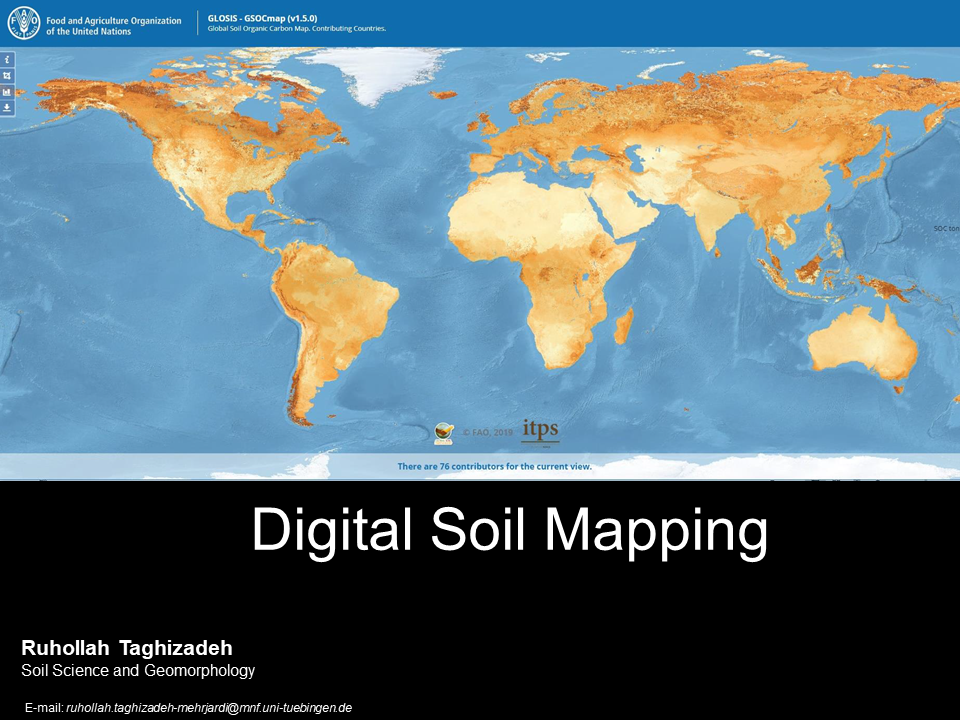 Food and Agriculture Organization
of the United Nations
GLOSIS - GSOCmap (v1.5.0)
Global Soil Organic Carbon Map. Contributing Countries.
SOC ton
© FAO, 2019
itps
There are 76 contributors for the current view.
Digital Soil Mapping
Ruhollah Taghizadeh
Soil Science and Geomorphology
E-mail: ruhollah.taghizadeh-mehrjardi@mnf.uni-tuebingen.de